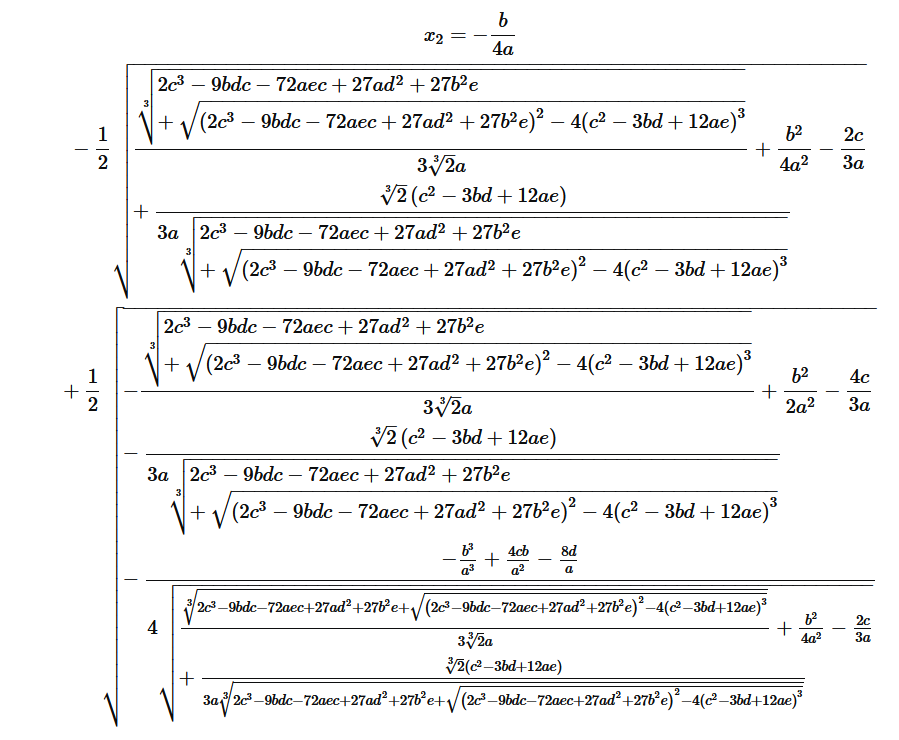 x₂ = −b/(4a)
− 1/2 √( ∛( 2c³ − 9bdc − 72aec + 27ad² + 27b²e
+ √( (2c³ − 9bdc − 72aec + 27ad² + 27b²e)² − 4(c² − 3bd + 12ae)³ ) ) / (3∛2a) + b²/(4a²) − 2c/(3a)
+ ∛2 (c² − 3bd + 12ae) / ( 3a ∛( 2c³ − 9bdc − 72aec + 27ad² + 27b²e
+ √( (2c³ − 9bdc − 72aec + 27ad² + 27b²e)² − 4(c² − 3bd + 12ae)³ ) ) ) )
+ 1/2 √( − ∛( 2c³ − 9bdc − 72aec + 27ad² + 27b²e
+ √( (2c³ − 9bdc − 72aec + 27ad² + 27b²e)² − 4(c² − 3bd + 12ae)³ ) ) / (3∛2a) + b²/(2a²) − 4c/(3a)
− ∛2 (c² − 3bd + 12ae) / ( 3a ∛( 2c³ − 9bdc − 72aec + 27ad² + 27b²e
+ √( (2c³ − 9bdc − 72aec + 27ad² + 27b²e)² − 4(c² − 3bd + 12ae)³ ) ) )
− ( −b³/a³ + 4cb/a² − 8d/a )
/ ( 4 √( ∛( 2c³−9bdc−72aec+27ad²+27b²e+√( (2c³−9bdc−72aec+27ad²+27b²e)²−4(c²−3bd+12ae)³ ) ) / (3∛2a) + b²/(4a²) − 2c/(3a)
+ ∛2(c²−3bd+12ae) / ( 3a∛( 2c³−9bdc−72aec+27ad²+27b²e+√( (2c³−9bdc−72aec+27ad²+27b²e)²−4(c²−3bd+12ae)³ ) ) ) ) ) )